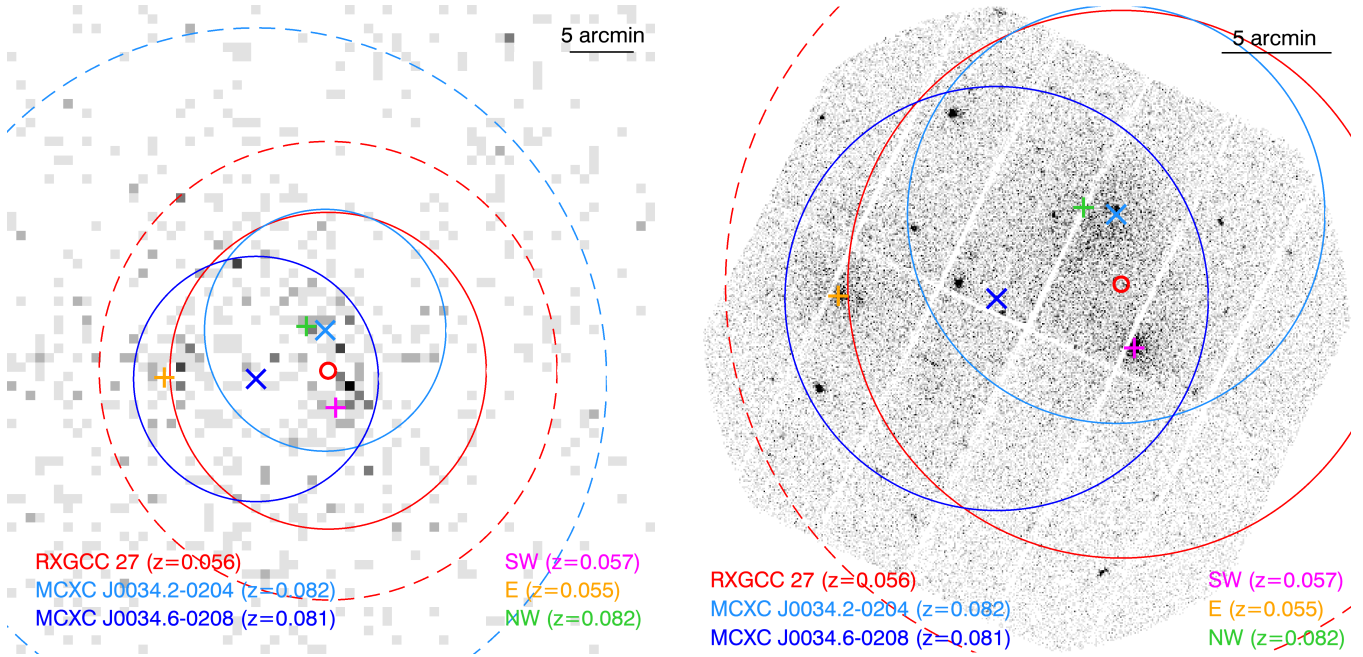 5 arcmin
RXGCC 27 (z=0.056)
MCXC J0034.2-0204 (z=0.082)
MCXC J0034.6-0208 (z=0.081)
SW (z=0.057)
E (z=0.055)
NW (z=0.082)
5 arcmin
RXGCC 27 (z=0.056)
MCXC J0034.2-0204 (z=0.082)
MCXC J0034.6-0208 (z=0.081)
SW (z=0.057)
E (z=0.055)
NW (z=0.082)